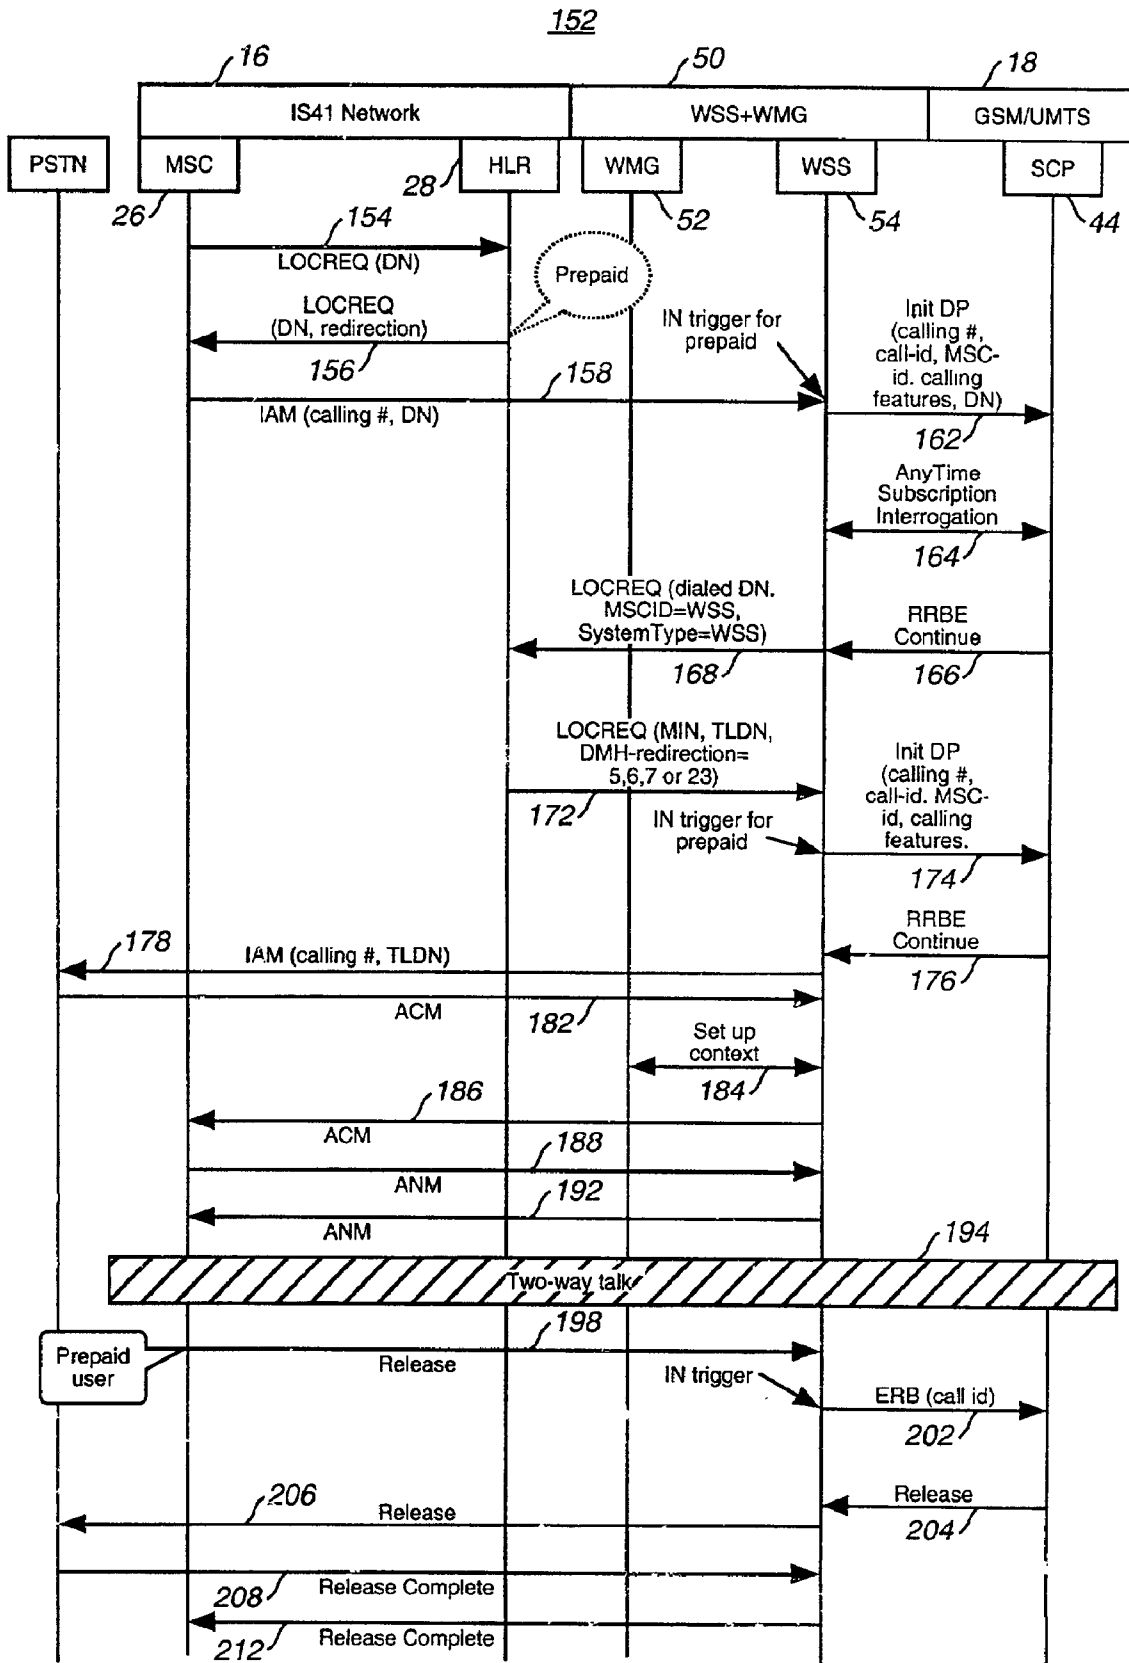 152
16
50
18
IS41 Network
WSS+WMG
GSM/UMTS
PSTN
MSC
HLR
WMG
WSS
SCP
26
28
52
54
44
154
LOCREQ (DN)
Prepaid
LOCREQ
(DN, redirection)
156
IN trigger for
prepaid
Init DP
(calling #,
call-id, MSC-
id. calling
features, DN)
158
IAM (calling #, DN)
162
AnyTime
Subscription
Interrogation
164
LOCREQ (dialed DN.
MSCID=WSS,
SystemType=WSS)
168
RRBE
Continue
166
LOCREQ (MIN, TLDN,
DMH-redirection=
5,6,7 or 23)
172
Init DP
(calling #,
call-id. MSC-
id, calling
features.
IN trigger for
prepaid
174
RRBE
Continue
176
178
IAM (calling #, TLDN)
ACM
182
Set up
context
184
186
ACM
188
ANM
192
ANM
194
Two-way talk
198
Prepaid
user
Release
IN trigger
ERB (call id)
202
Release
204
206
Release
208
Release Complete
212
Release Complete